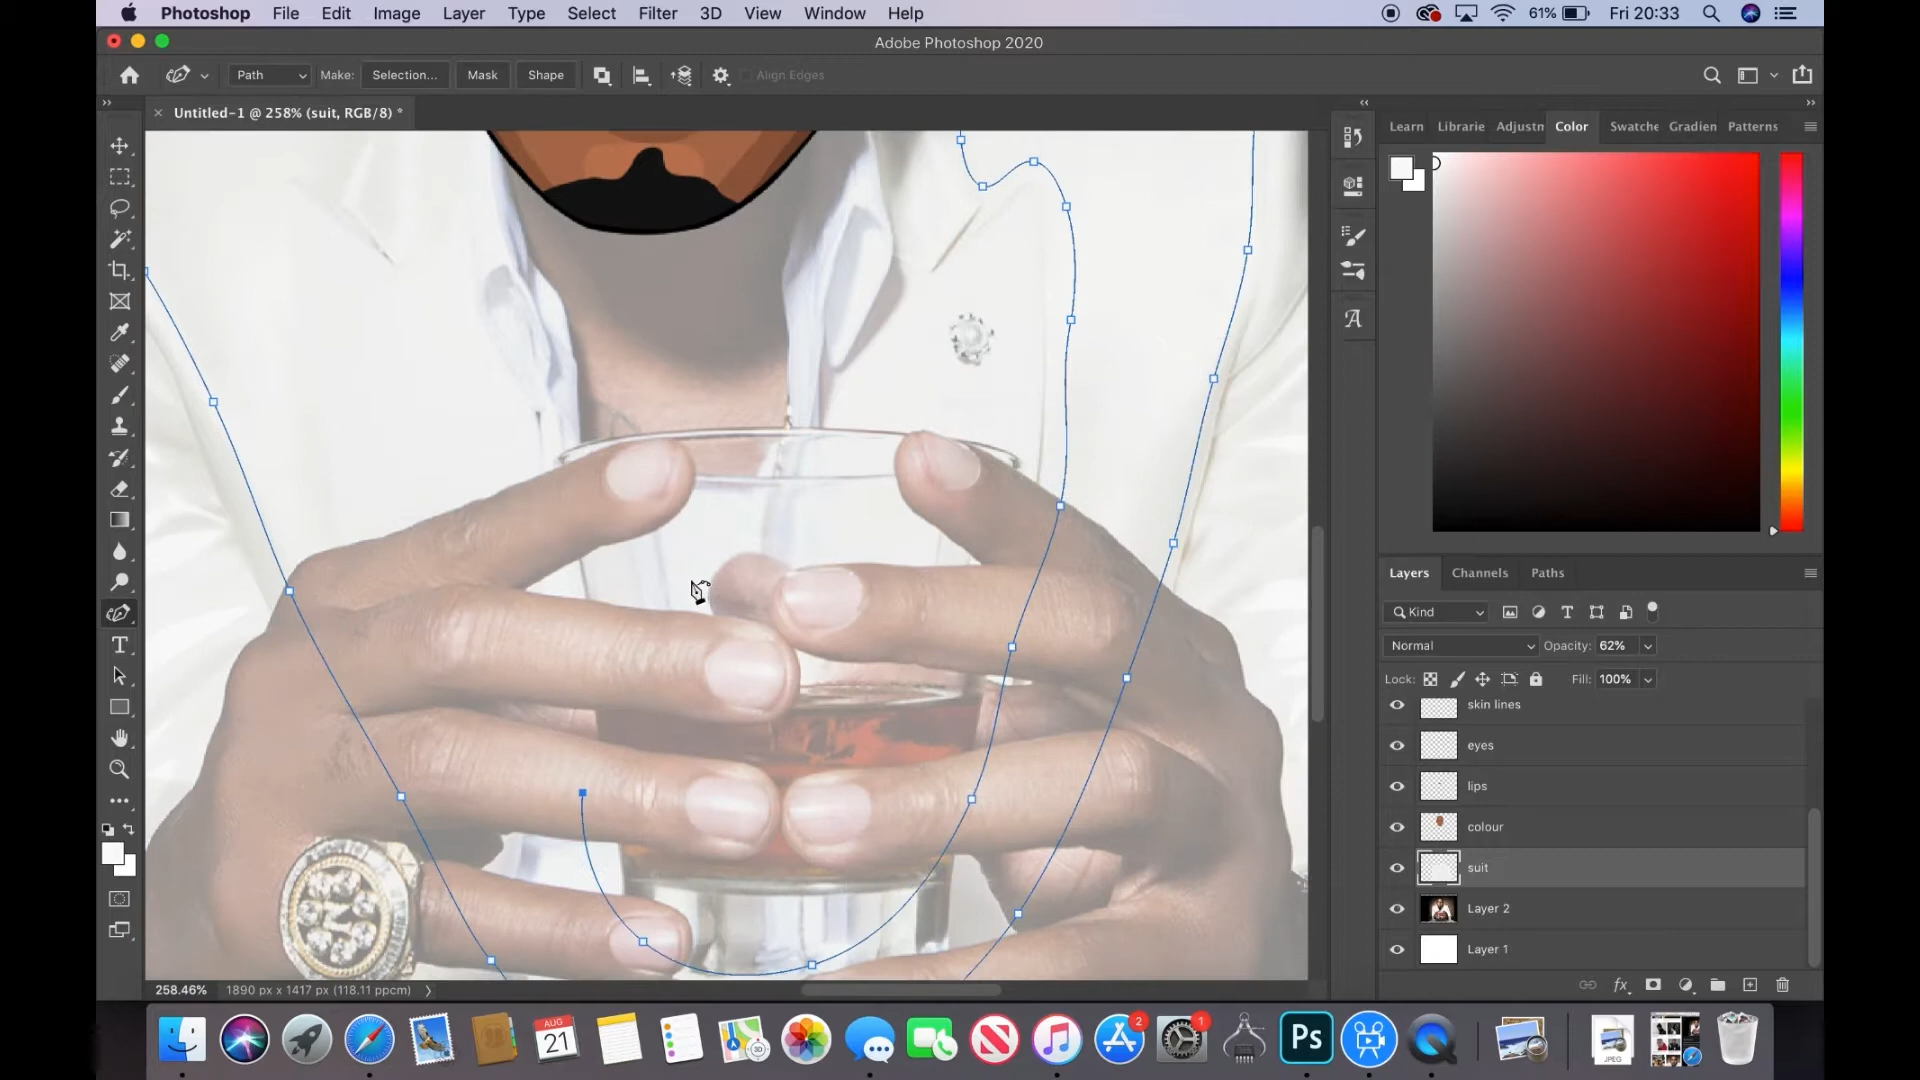 Photoshop File Edit Image Layer Type Select Filter 3D View Window Help 61% Fri 20:33
Adobe Photoshop 2020
Path Make: Selection... Mask Shape Align Edges
Untitled-1 @ 258% (suit, RGB/8) *
Learn Librarie Adjustn Color Swatche Gradien Patterns
A
Layers Channels Paths
Kind
Normal Opacity: 62%
Lock: Fill: 100%
skin lines
eyes
lips
colour
suit
Layer 2
Layer 1
258.46% 1890 px x 1417 px (118.11 ppcm)
AUG
21
2
1
Ps
JPEG